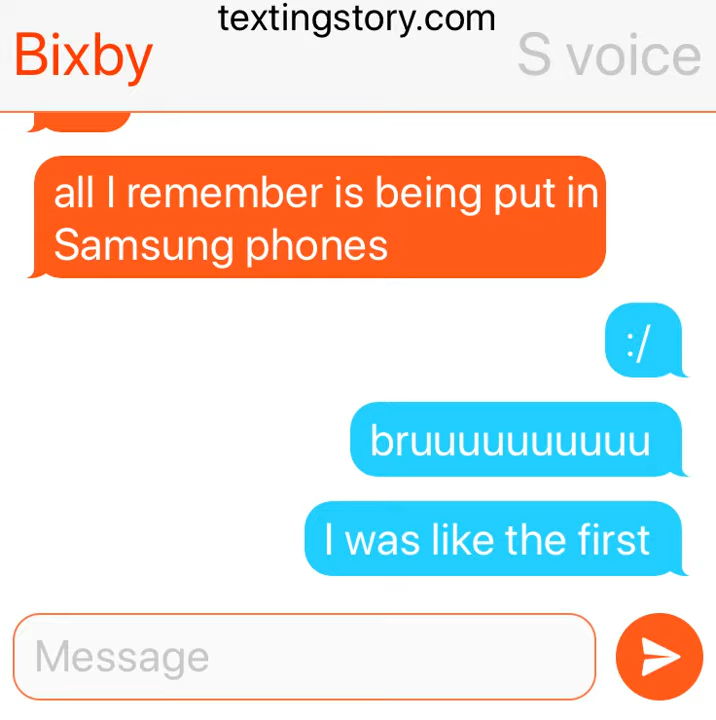 textingstory.com
Bixby
S voice
all I remember is being put in
Samsung phones
:/
bruuuuuuuuuu
I was like the first
Message